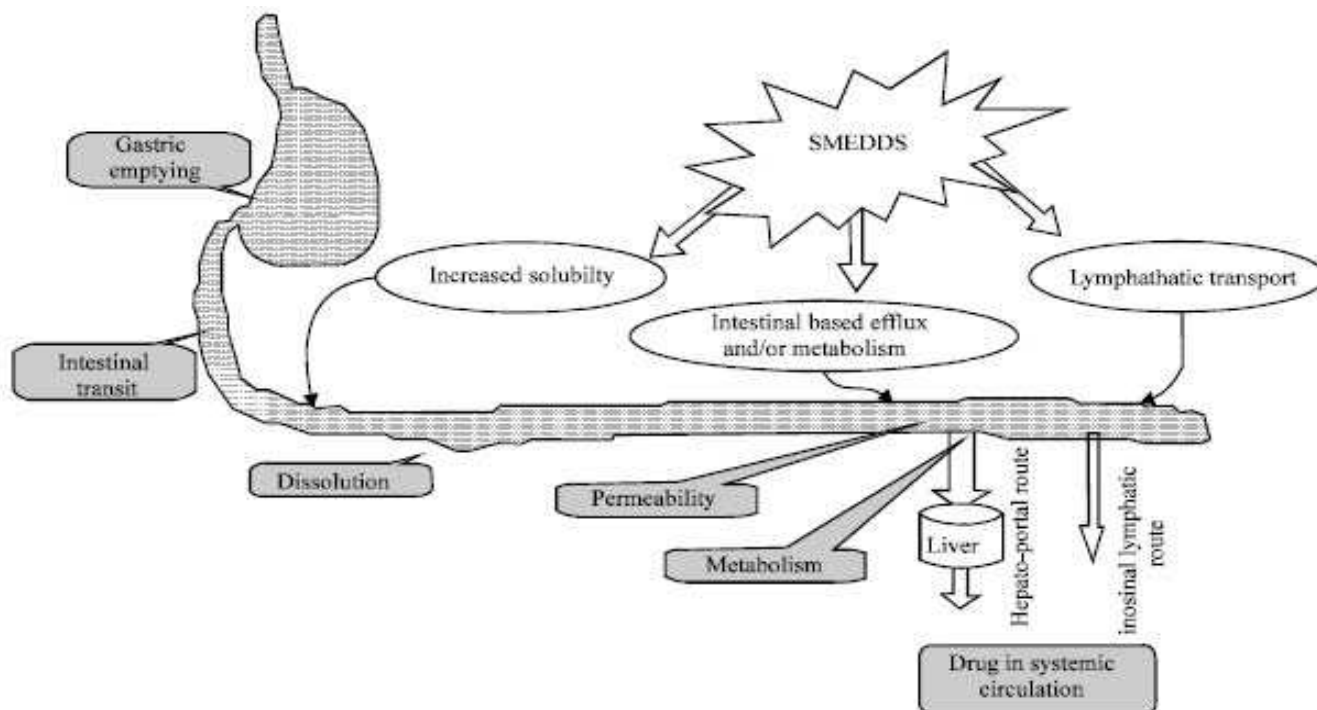 Gastric
emptying
SMEDDS
Increased solubilty
Lymphathatic transport
Intestinal based efflux
and/or metabolism
Intestinal
transit
Dissolution
Permeability
Metabolism
Liver
Hepato-portal route
inosinal lymphatic
route
Drug in systemic
circulation